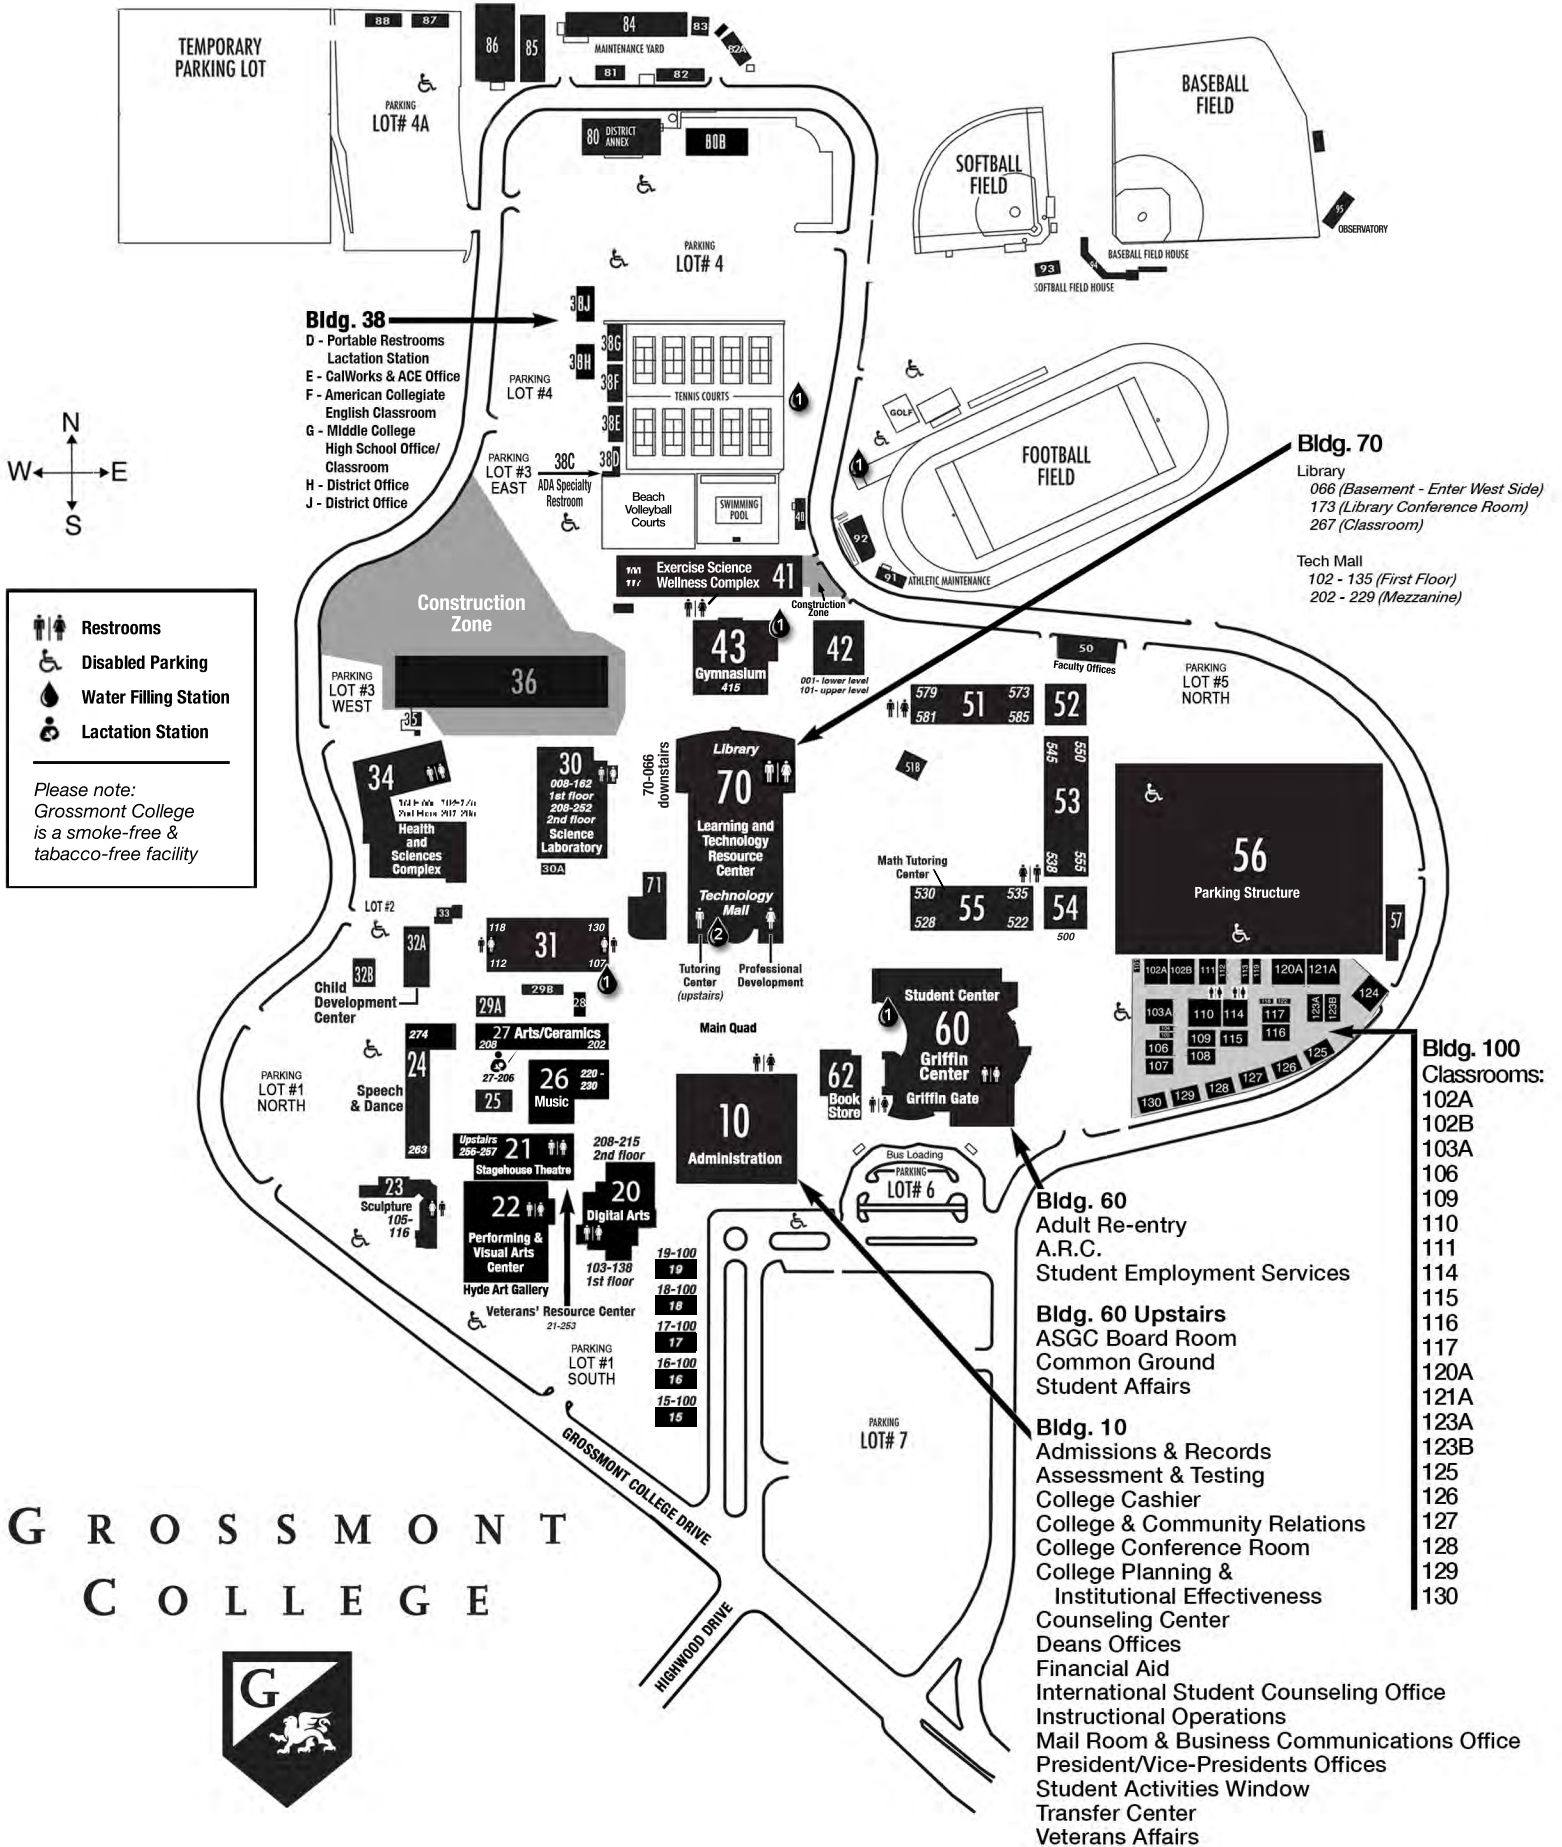 TEMPORARY
PARKING LOT
88
87
PARKING
LOT# 4A
86
85
84
83
82A
MAINTENANCE YARD
81
82
80 DISTRICT
ANNEX
80B
PARKING
LOT# 4
SOFTBALL
FIELD
BASEBALL
FIELD
95
OBSERVATORY
BASEBALL FIELD HOUSE
93
94
SOFTBALL FIELD HOUSE
Bldg. 38
D - Portable Restrooms
Lactation Station
E - CalWorks & ACE Office
F - American Collegiate
English Classroom
G - Middle College
High School Office/
Classroom
H - District Office
J - District Office
38J
38H
38G
38F
38E
38D
PARKING
LOT #4
TENNIS COURTS
1
PARKING
LOT #3
EAST
38C
ADA Specialty
Restroom
Beach
Volleyball
Courts
SWIMMING
POOL
40
GOLF
1
FOOTBALL
FIELD
92
91
ATHLETIC MAINTENANCE
N
W E
S
Bldg. 70
Library
066 (Basement - Enter West Side)
173 (Library Conference Room)
267 (Classroom)
Tech Mall
102 - 135 (First Floor)
202 - 229 (Mezzanine)
Restrooms
Disabled Parking
Water Filling Station
Lactation Station
Please note:
Grossmont College
is a smoke-free &
tabacco-free facility
Construction
Zone
PARKING
LOT #3
WEST
36
35
Exercise Science
Wellness Complex
41
Construction
Zone
43
Gymnasium
415
1
42
001- lower level
101- upper level
50
Faculty Offices
PARKING
LOT #5
NORTH
579 573
51
581 585
52
51B
545 550
53
538 555
Math Tutoring
Center
530 535
55
528 522
54
500
56
Parking Structure
57
34
Health
and
Sciences
Complex
30
008-162
1st floor
208-252
2nd floor
Science
Laboratory
30A
70-066
downstairs
Library
70
Learning and
Technology
Resource
Center
Technology
Mall
2
71
Tutoring
Center
(upstairs)
Professional
Development
LOT #2
33
32A
32B
Child
Development
Center
118 130
31
112 107
1
29B
29A
28
27 Arts/Ceramics
208 202
27-206
274
24
Speech
& Dance
263
PARKING
LOT #1
NORTH
25
26
220 -
230
Music
Upstairs
256-257
21
Stagehouse Theatre
208-215
2nd floor
20
Digital Arts
103-138
1st floor
23
Sculpture
105-
116
22
Performing &
Visual Arts
Center
Hyde Art Gallery
Veterans' Resource Center
21-253
PARKING
LOT #1
SOUTH
Main Quad
10
Administration
62
Book
Store
Student Center
1
60
Griffin
Center
Griffin Gate
Bus Loading
PARKING
LOT# 6
19-100
19
18-100
18
17-100
17
16-100
16
15-100
15
PARKING
LOT# 7
GROSSMONT COLLEGE DRIVE
HIGHWOOD DRIVE
102A
102B
111
112
113
119
120A
121A
124
103A
110
114
117
123A
123B
106
109
115
116
107
108
125
126
127
128
129
130
Bldg. 60
Adult Re-entry
A.R.C.
Student Employment Services
Bldg. 60 Upstairs
ASGC Board Room
Common Ground
Student Affairs
Bldg. 10
Admissions & Records
Assessment & Testing
College Cashier
College & Community Relations
College Conference Room
College Planning &
Institutional Effectiveness
Counseling Center
Deans Offices
Financial Aid
International Student Counseling Office
Instructional Operations
Mail Room & Business Communications Office
President/Vice-Presidents Offices
Student Activities Window
Transfer Center
Veterans Affairs
Bldg. 100
Classrooms:
102A
102B
103A
106
109
110
111
114
115
116
117
120A
121A
123A
123B
125
126
127
128
129
130
GROSSMONT
COLLEGE
G